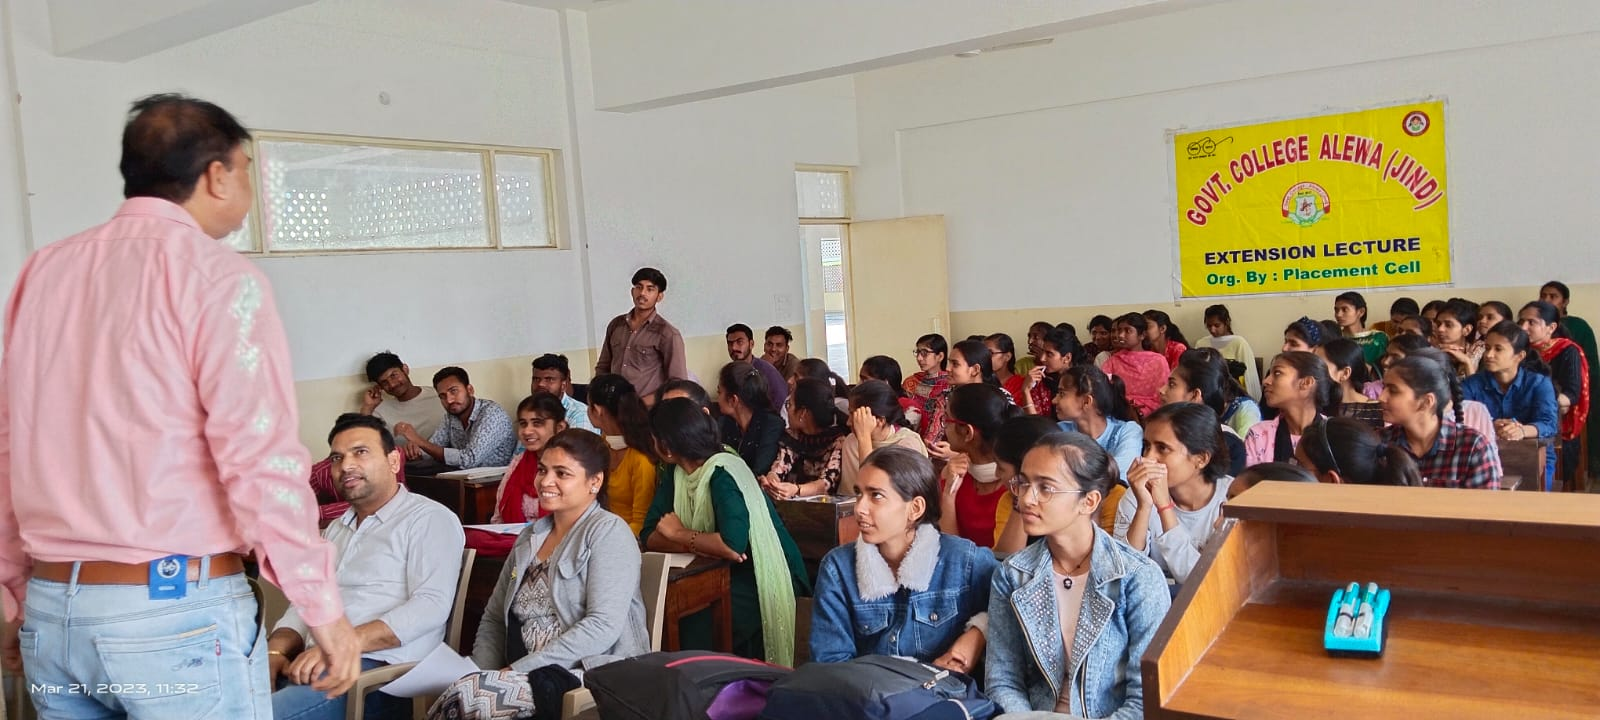 GOVT. COLLEGE ALEWA (JIND)
EXTENSION LECTURE
Org. By : Placement Cell
Mar 21, 2023, 11:32